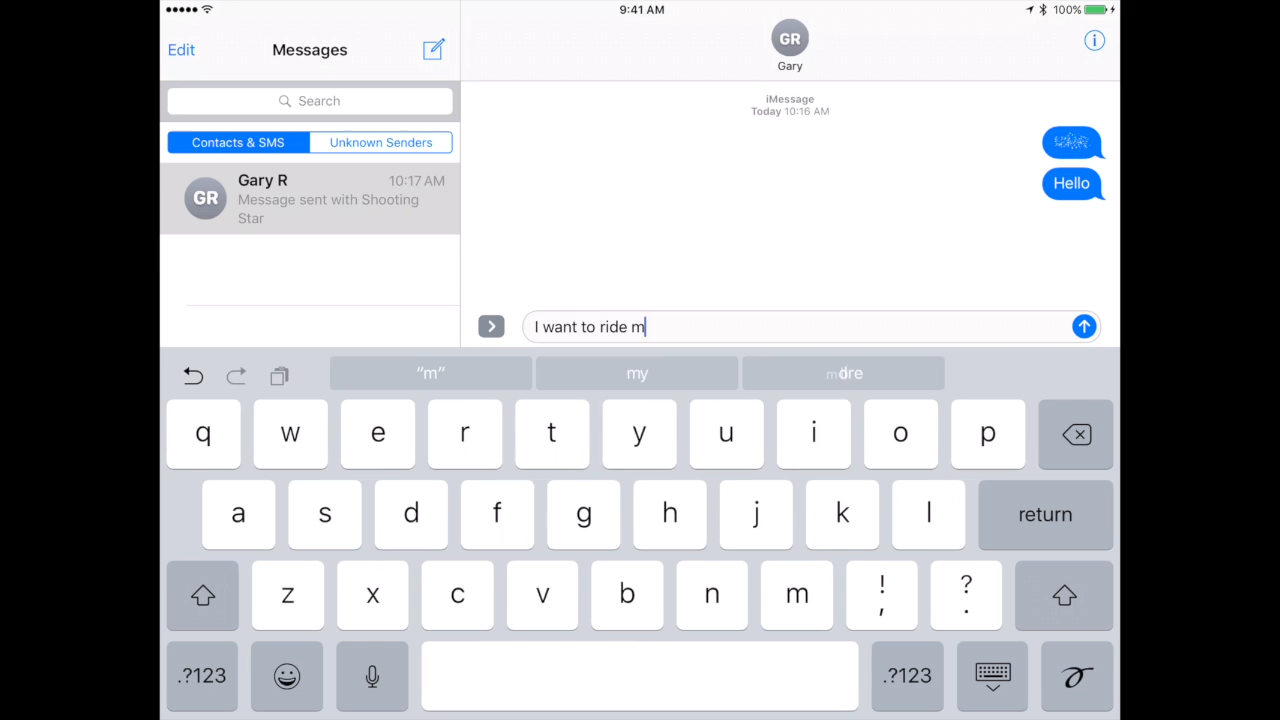 9:41 AM
100%
Edit
Messages
GR
Gary
Search
iMessage
Today 10:16 AM
Contacts & SMS
Unknown Senders
Hello
GR
Gary R
10:17 AM
Message sent with Shooting
Star
I want to ride m
“m”
my
q w e r t y u i o p
a s d f g h j k l
return
z x c v b n m ! , ? .
.?123
.?123